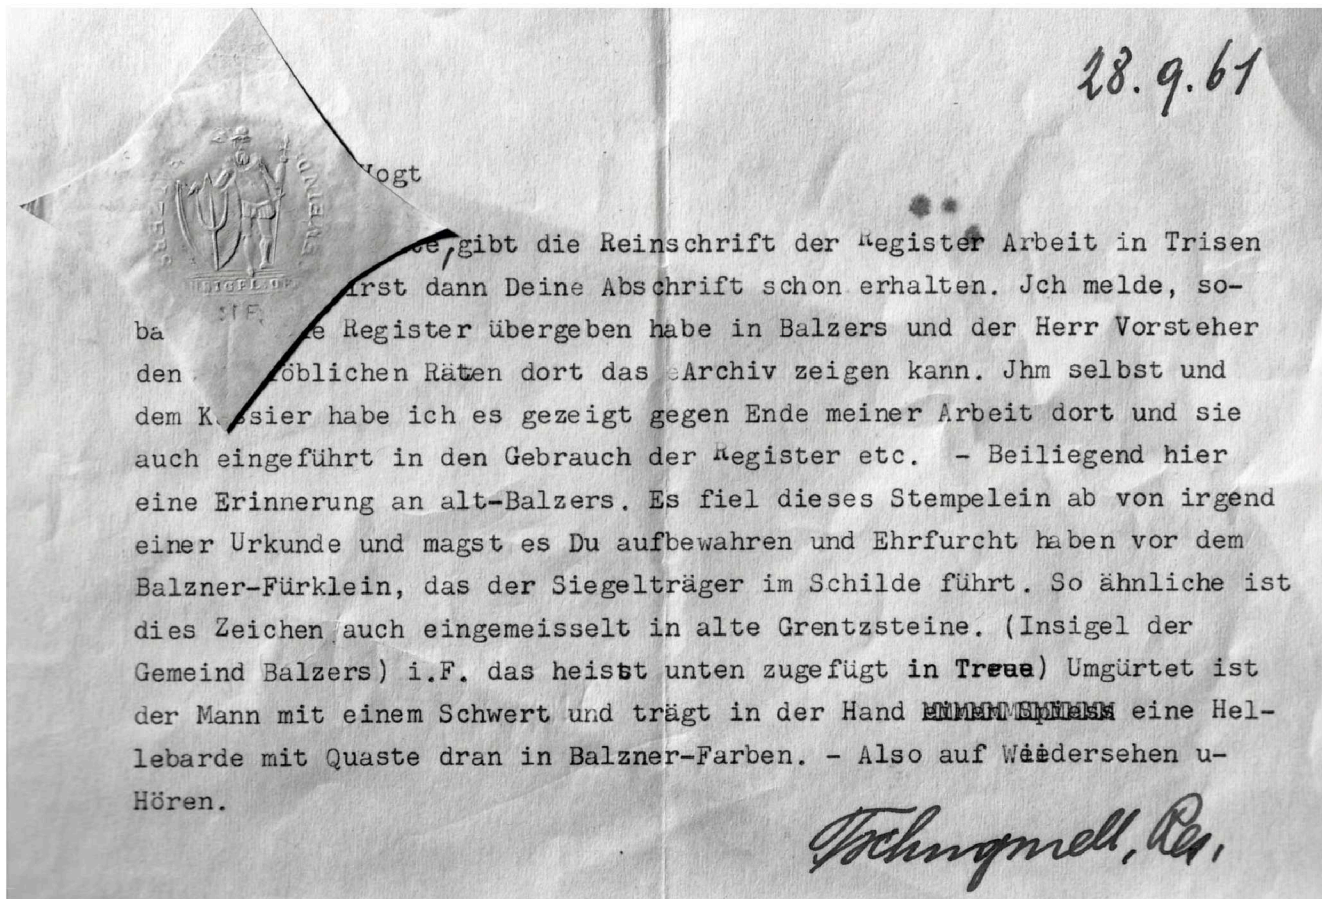 28.9.61
Vogt
te, gibt die Reinschrift der Register Arbeit in Trisen
irst dann Deine Abschrift schon erhalten. Jch melde, so-
ba e Register übergeben habe in Balzers und der Herr Vorsteher
den löblichen Räten dort das Archiv zeigen kann. Jhm selbst und
dem Kassier habe ich es gezeigt gegen Ende meiner Arbeit dort und sie
auch eingeführt in den Gebrauch der Register etc. - Beiliegend hier
eine Erinnerung an alt-Balzers. Es fiel dieses Stempelein ab von irgend
einer Urkunde und magst es Du aufbewahren und Ehrfurcht haben vor dem
Balzner-Fürklein, das der Siegelträger im Schilde führt. So ähnliche ist
dies Zeichen auch eingemeisselt in alte Grentzsteine. (Insigel der
Gemeind Balzers) i.F. das heisst unten zugefügt in Treue) Umgürtet ist
der Mann mit einem Schwert und trägt in der Hand eine Hel-
lebarde mit Quaste dran in Balzner-Farben. - Also auf Wiedersehen u-
Hören.